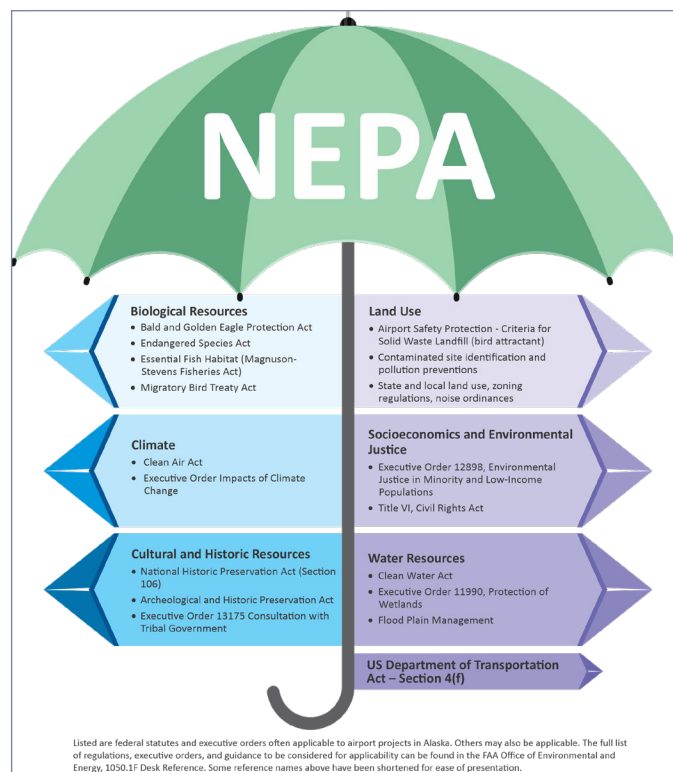 NEPA
Biological Resources
• Bald and Golden Eagle Protection Act
• Endangered Species Act
• Essential Fish Habitat (Magnuson-
Stevens Fisheries Act)
• Migratory Bird Treaty Act
Climate
• Clean Air Act
• Executive Order Impacts of Climate
Change
Cultural and Historic Resources
• National Historic Preservation Act (Section
106)
• Archeological and Historic Preservation Act
• Executive Order 13175 Consultation with
Tribal Government
Land Use
• Airport Safety Protection - Criteria for
Solid Waste Landfill (bird attractant)
• Contaminated site identification and
pollution preventions
• State and local land use, zoning
regulations, noise ordinances
Socioeconomics and Environmental
Justice
• Executive Order 12898, Environmental
Justice in Minority and Low-Income
Populations
• Title VI, Civil Rights Act
Water Resources
• Clean Water Act
• Executive Order 11990, Protection of
Wetlands
• Flood Plain Management
US Department of Transportation
Act – Section 4(f)
Listed are federal statutes and executive orders often applicable to airport projects in Alaska. Others may also be applicable. The full list
of regulations, executive orders, and guidance to be considered for applicability can be found in the FAA Office of Environmental and
Energy, 1050.1F Desk Reference. Some reference names above have been shortened for ease of presentation.